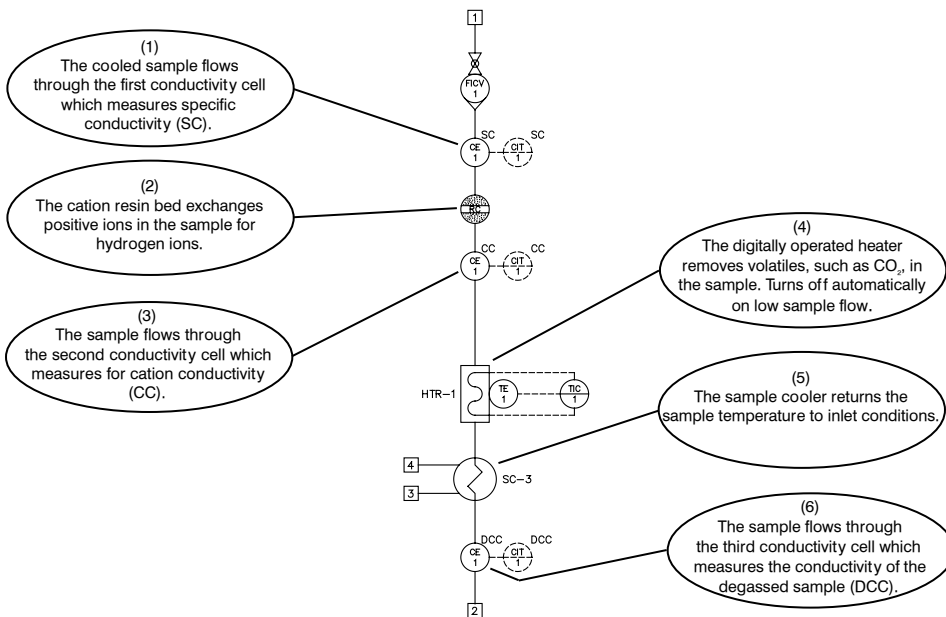 1
(1)
The cooled sample flows
through the first conductivity cell
which measures specific
conductivity (SC).
FICV
1
SC
SC
CE
1
CIT
1
(2)
The cation resin bed exchanges
positive ions in the sample for
hydrogen ions.
RC
CC
CC
CE
1
CIT
1
(3)
The sample flows through
the second conductivity cell which
measures for cation conductivity
(CC).
(4)
The digitally operated heater
removes volatiles, such as CO₂, in
the sample. Turns off automatically
on low sample flow.
HTR-1
TE
1
TIC
1
(5)
The sample cooler returns the
sample temperature to inlet conditions.
4
3
SC-3
DCC
DCC
CE
1
CIT
1
(6)
The sample flows through
the third conductivity cell which
measures the conductivity of the
degassed sample (DCC).
2